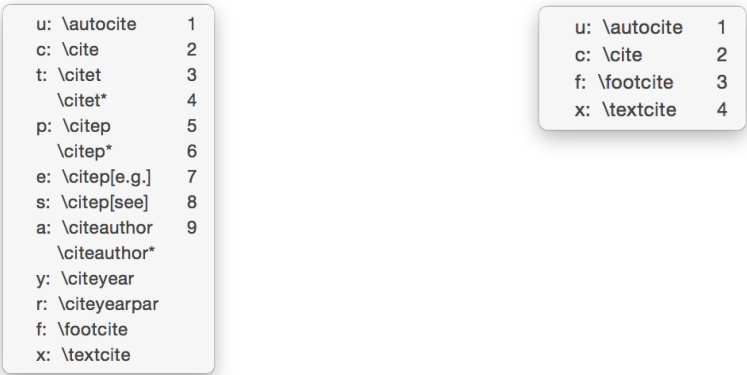 u: \autocite 1
c: \cite 2
t: \citet 3
\citet* 4
p: \citep 5
\citep* 6
e: \citep[e.g.] 7
s: \citep[see] 8
a: \citeauthor 9
\citeauthor*
y: \citeyear
r: \citeyearpar
f: \footcite
x: \textcite
u: \autocite 1
c: \cite 2
f: \footcite 3
x: \textcite 4